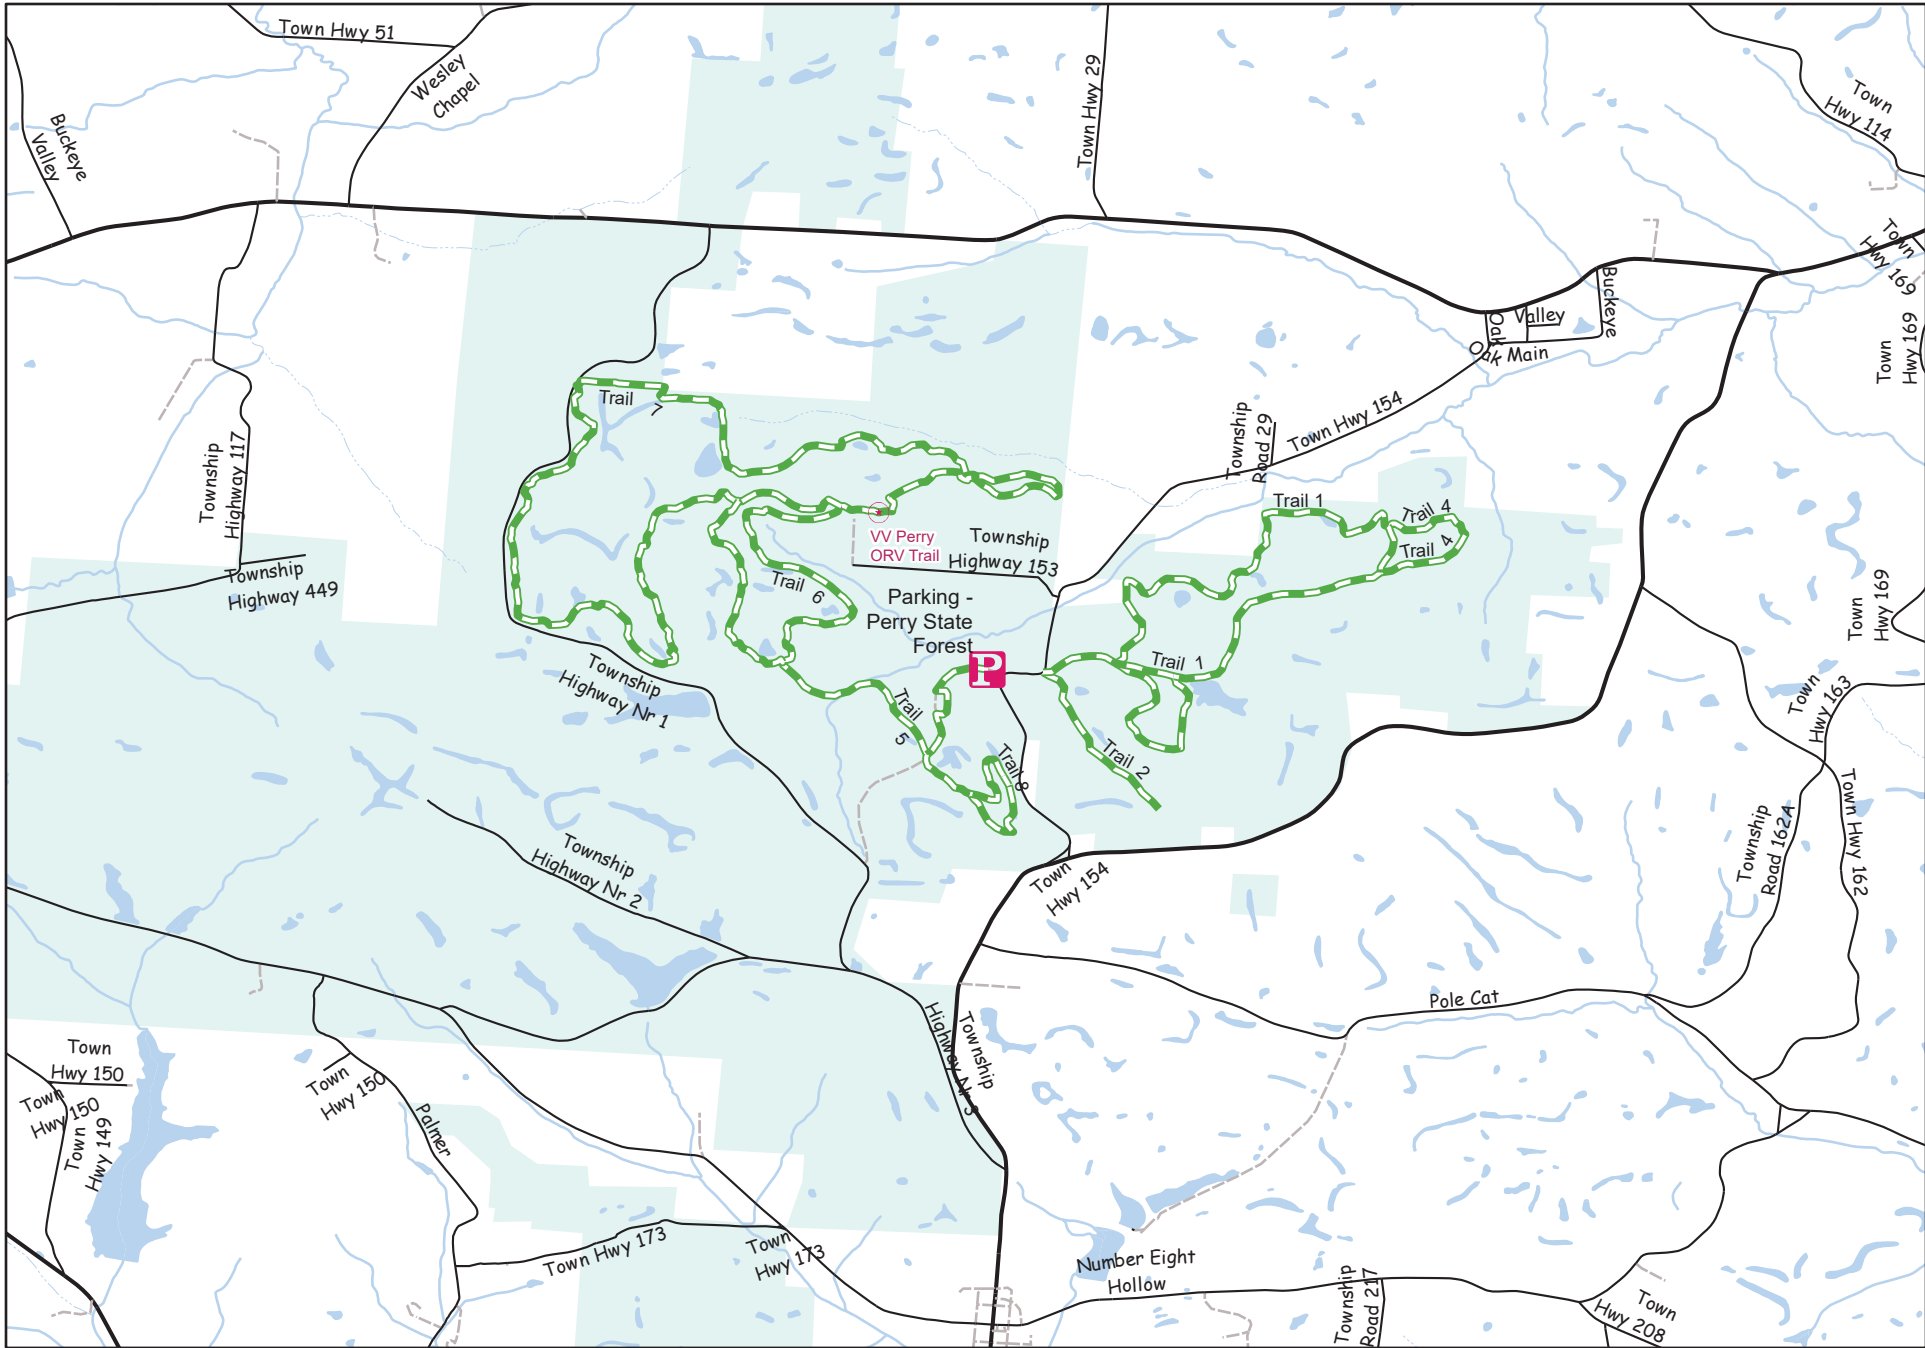 Town Hwy 51
Wesley
Chapel
Buckeye
Valley
Town Hwy 29
Town
Hwy 114
Town
Hwy 169
Town
Hwy 169
Buckeye
Valley
Oak
Oak Main
Town Hwy 154
Township
Road 29
Township
Highway 117
Township
Highway 449
Trail
7
Trail 1
Trail 4
Trail 4
VV Perry
ORV Trail
Township
Highway 153
Trail 6
Parking -
Perry State
Forest
P
Trail 1
Town
Hwy 169
Township
Highway Nr 1
Trail
5
Trail 8
Trail 2
Town
Hwy 163
Township
Highway Nr 2
Town
Hwy 154
Township
Road 162A
Town Hwy 162
Pole Cat
Township
Highway Nr 3
Town
Hwy 150
Town
Hwy 150
Town
Hwy 149
Town
Hwy 150
Palmer
Town Hwy 173
Town
Hwy 173
Number Eight
Hollow
Township
Road 217
Town
Hwy 208